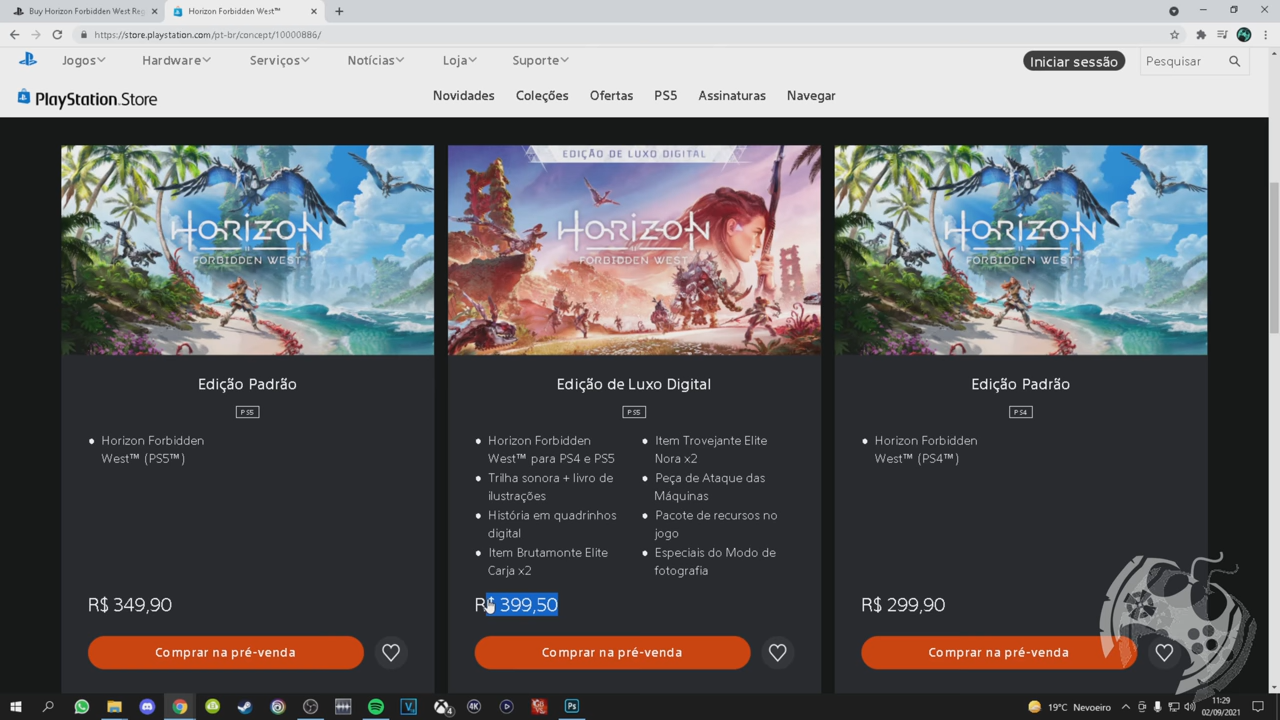 Buy Horizon Forbidden West Reg
Horizon Forbidden West™
https://store.playstation.com/pt-br/concept/10000886/
Jogos
Hardware
Serviços
Notícias
Loja
Suporte
Iniciar sessão
Pesquisar
PlayStation.Store
Novidades
Coleções
Ofertas
PS5
Assinaturas
Navegar
HORIZON
FORBIDDEN WEST
EDIÇÃO DE LUXO DIGITAL
HORIZON
FORBIDDEN WEST
HORIZON
FORBIDDEN WEST
Edição Padrão
PS5
• Horizon Forbidden
West™ (PS5™)
R$ 349,90
Comprar na pré-venda
Edição de Luxo Digital
PS5
• Horizon Forbidden
West™ para PS4 e PS5
• Trilha sonora + livro de
ilustrações
• História em quadrinhos
digital
• Item Brutamonte Elite
Carja x2
• Item Trovejante Elite
Nora x2
• Peça de Ataque das
Máquinas
• Pacote de recursos no
jogo
• Especiais do Modo de
fotografia
R$ 399,50
Comprar na pré-venda
Edição Padrão
PS4
• Horizon Forbidden
West™ (PS4™)
R$ 299,90
Comprar na pré-venda
4K
Ps
19°C Nevoeiro
11:29
02/09/2021